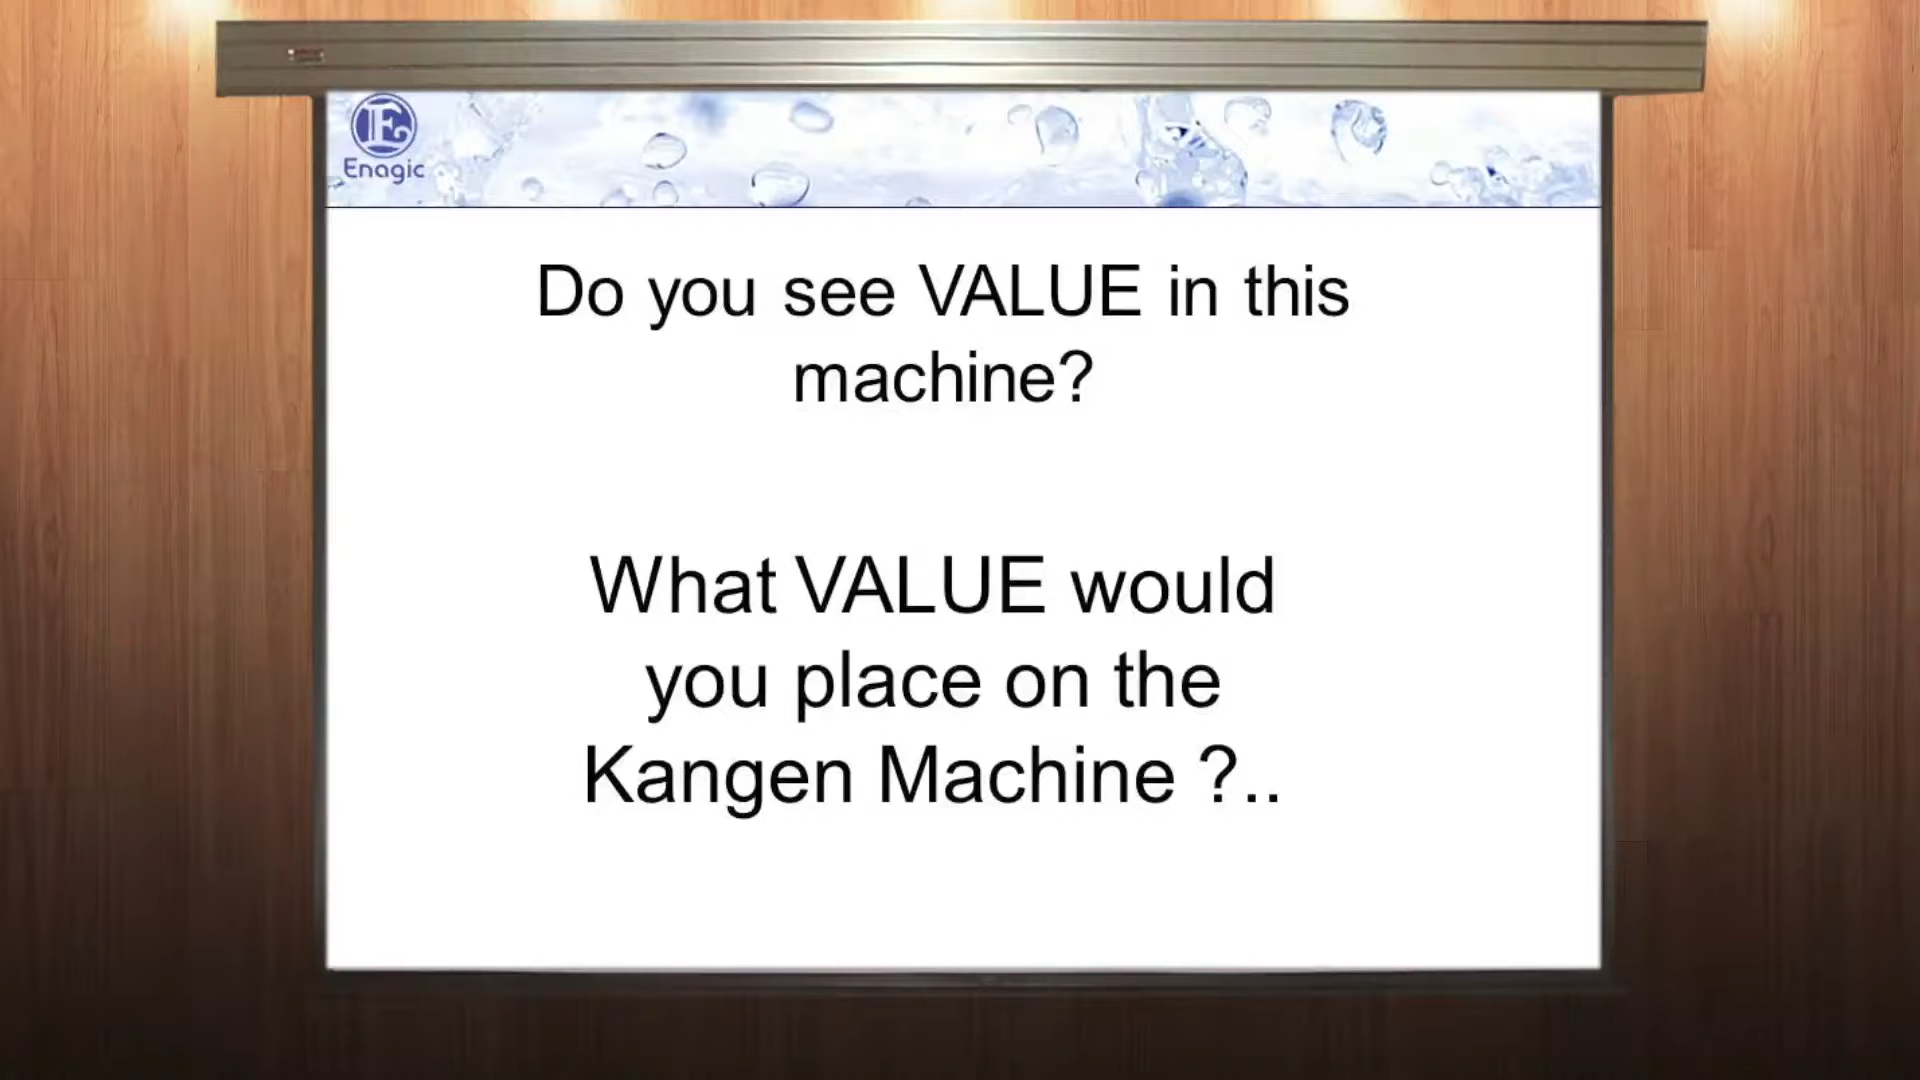 Enagic
Do you see VALUE in this
machine?
What VALUE would
you place on the
Kangen Machine ?..